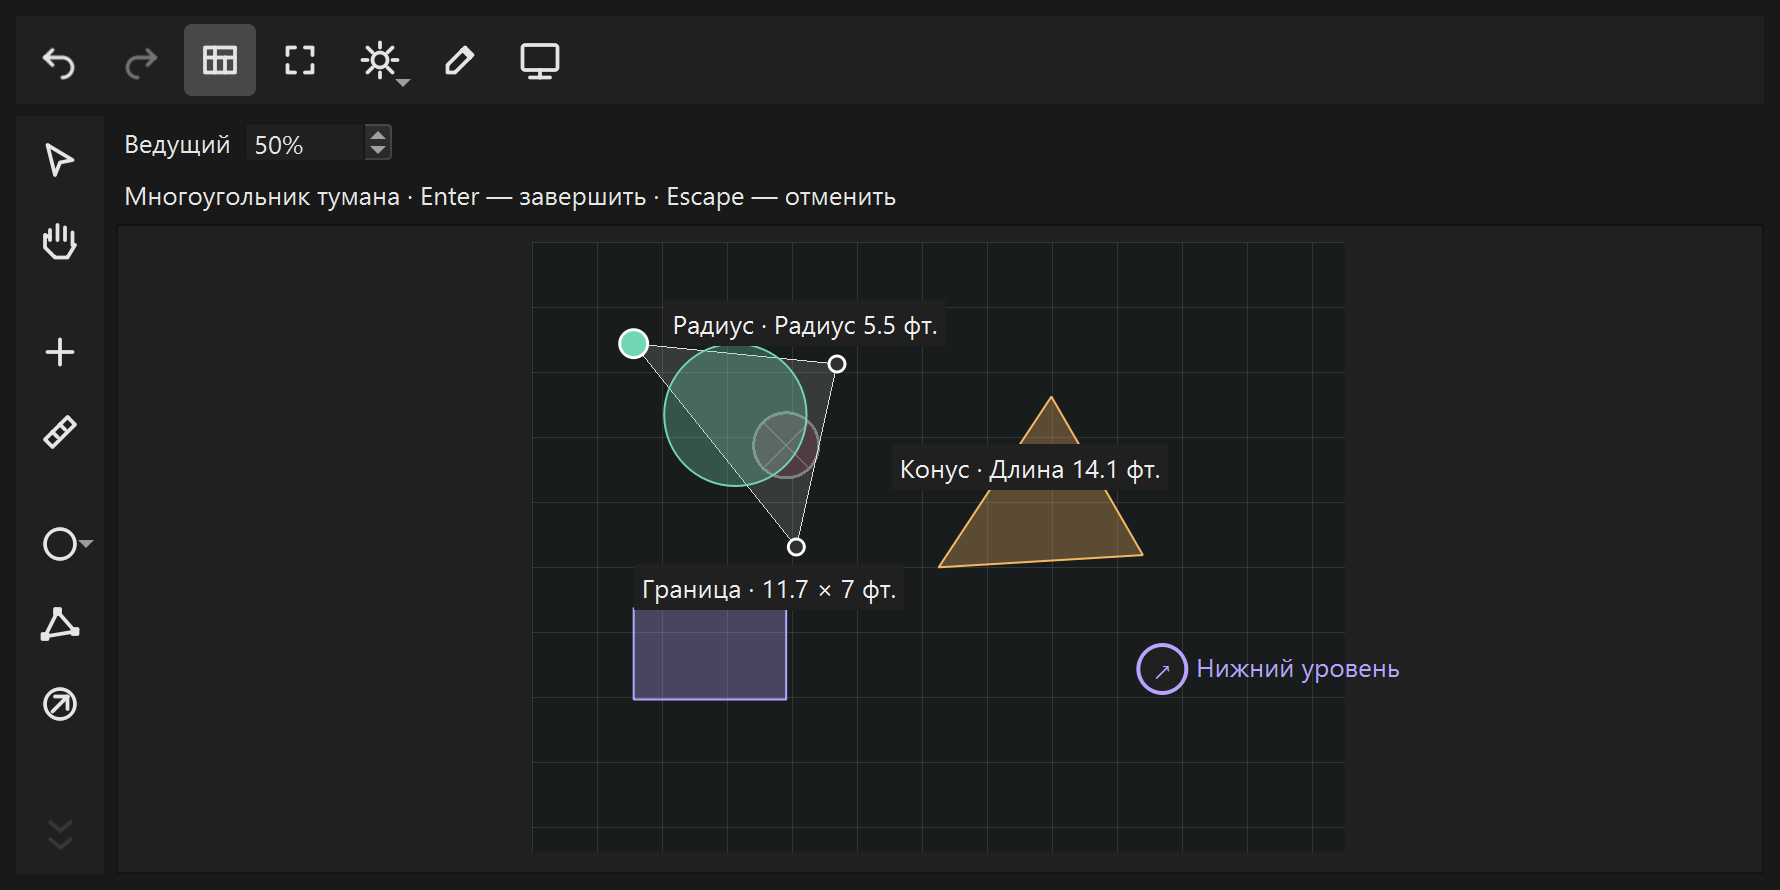 Ведущий 50%
Многоугольник тумана · Enter — завершить · Escape — отменить
Радиус · Радиус 5.5 фт.
Конус · Длина 14.1 фт.
Граница · 11.7 × 7 фт.
Нижний уровень